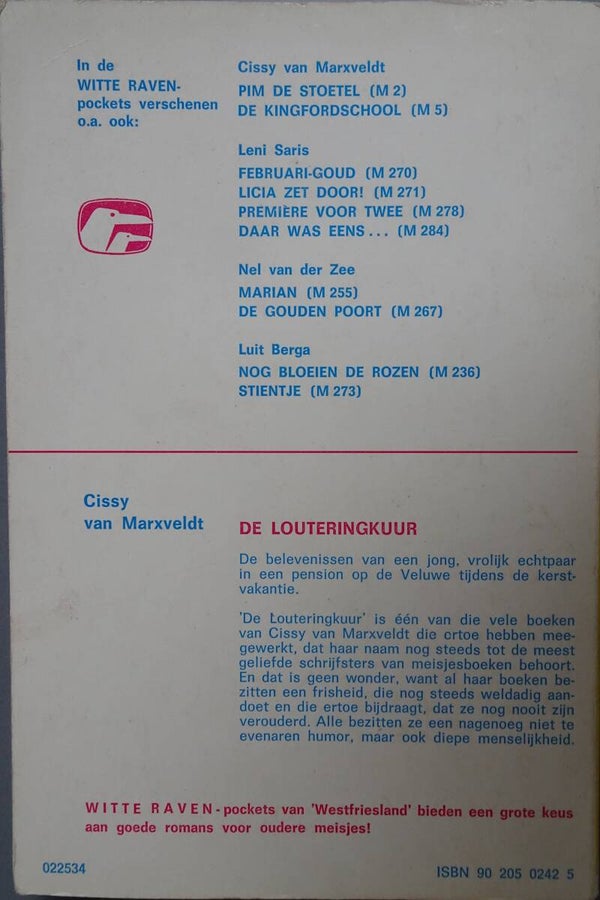 In de
WITTE RAVEN-
pockets verschenen
o.a. ook:
Cissy van Marxveldt
PIM DE STOETEL (M 2)
DE KINGFORDSCHOOL (M 5)
Leni Saris
FEBRUARI-GOUD (M 270)
LICIA ZET DOOR! (M 271)
PREMIÈRE VOOR TWEE (M 278)
DAAR WAS EENS... (M 284)
Nel van der Zee
MARIAN (M 255)
DE GOUDEN POORT (M 267)
Luit Berga
NOG BLOEIEN DE ROZEN (M 236)
STIENTJE (M 273)
Cissy
van Marxveldt
DE LOUTERINGKUUR
De belevenissen van een jong, vrolijk echtpaar
in een pension op de Veluwe tijdens de kerst-
vakantie.
'De Louteringkuur' is één van die vele boeken
van Cissy van Marxveldt die ertoe hebben mee-
gewerkt, dat haar naam nog steeds tot de meest
geliefde schrijfsters van meisjesboeken behoort.
En dat is geen wonder, want al haar boeken be-
zitten een frisheid, die nog steeds weldadig aan-
doet en die ertoe bijdraagt, dat ze nog nooit zijn
verouderd. Alle bezitten ze een nagenoeg niet te
evenaren humor, maar ook diepe menselijkheid.
WITTE RAVEN-pockets van 'Westfriesland' bieden een grote keus
aan goede romans voor oudere meisjes!
022534
ISBN 90 205 0242 5